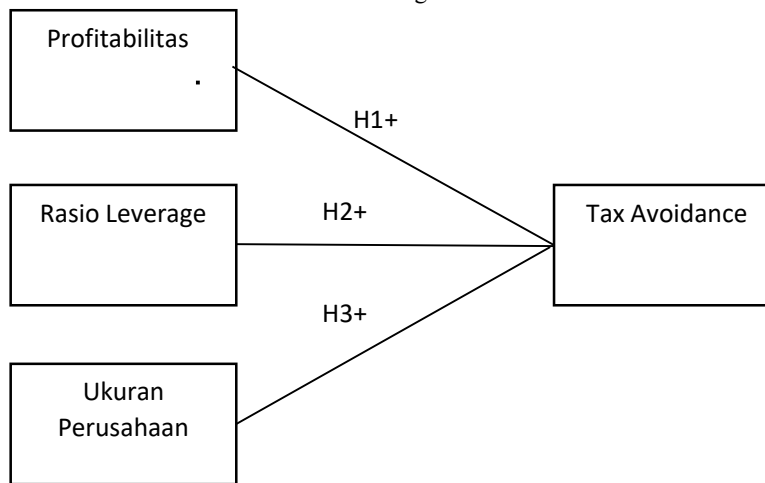 Profitabilitas
.
H1+
Rasio Leverage
H2+
Tax Avoidance
H3+
Ukuran
Perusahaan